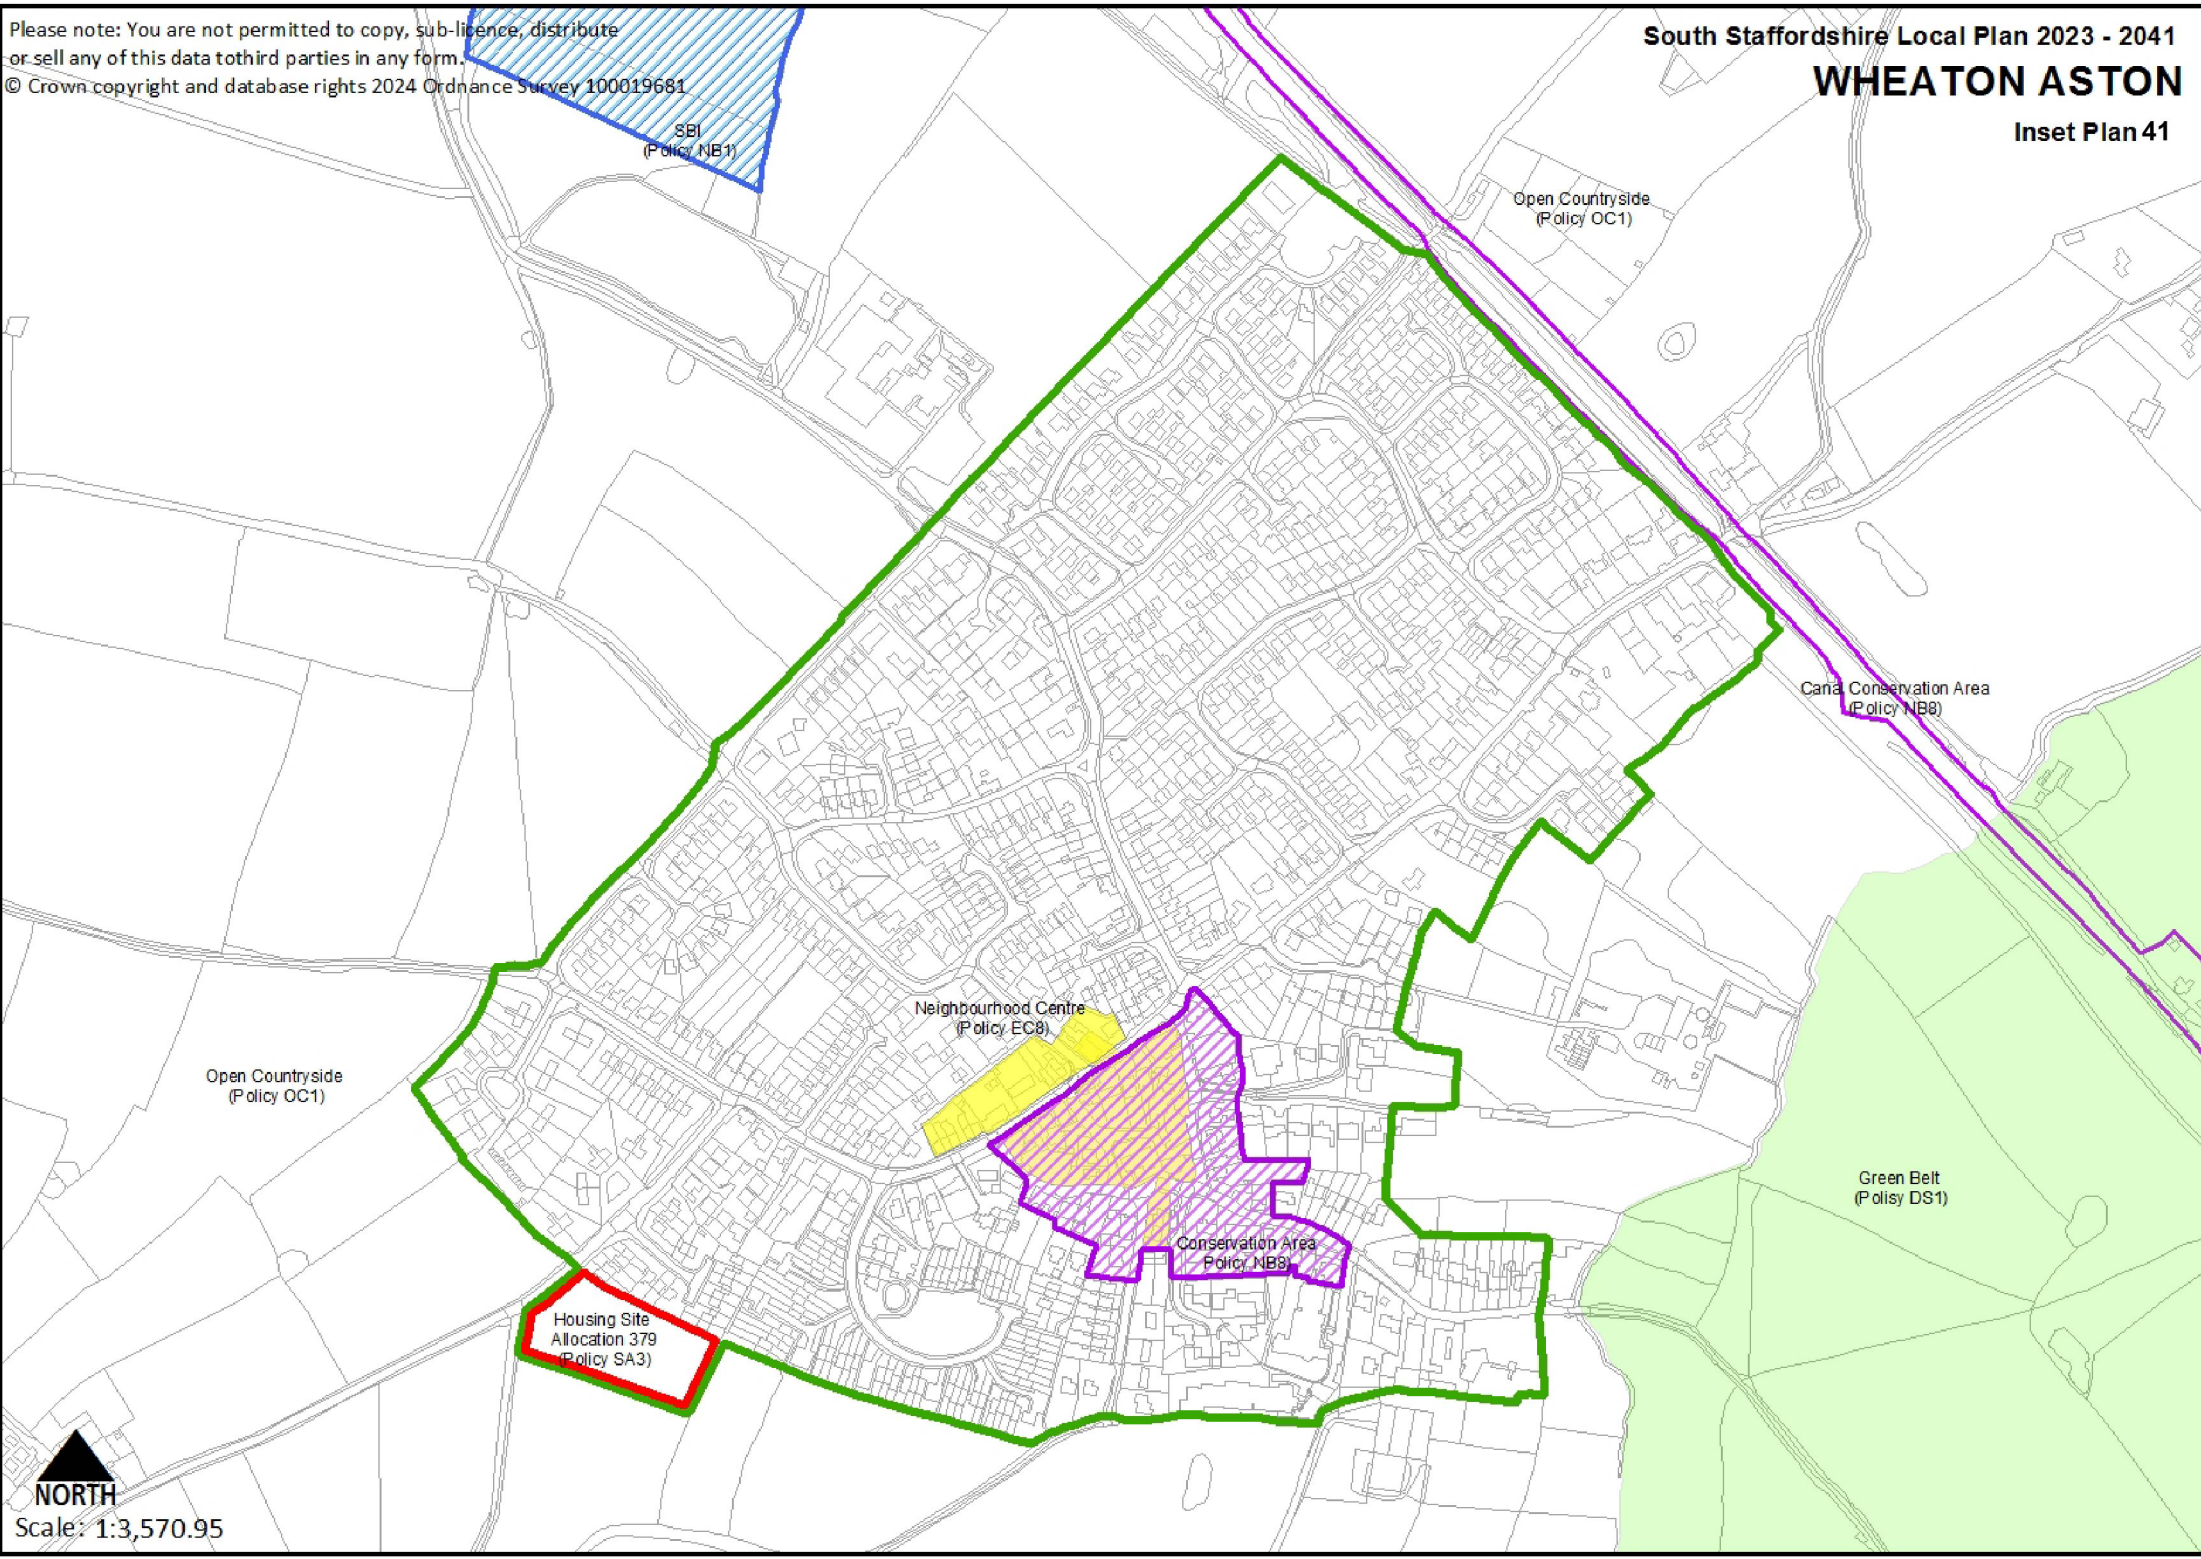 Please note: You are not permitted to copy, sub-licence, distribute
or sell any of this data tothird parties in any form.
© Crown copyright and database rights 2024 Ordnance Survey 100019681
South Staffordshire Local Plan 2023 - 2041
WHEATON ASTON
Inset Plan 41
SBI
(Policy NB1)
Open Countryside
(Policy OC1)
Canal Conservation Area
(Policy NB8)
Neighbourhood Centre
(Policy EC8)
Open Countryside
(Policy OC1)
Green Belt
(Polisy DS1)
Conservation Area
Policy NB8)
Housing Site
Allocation 379
(Policy SA3)
NORTH
Scale: 1:3,570.95